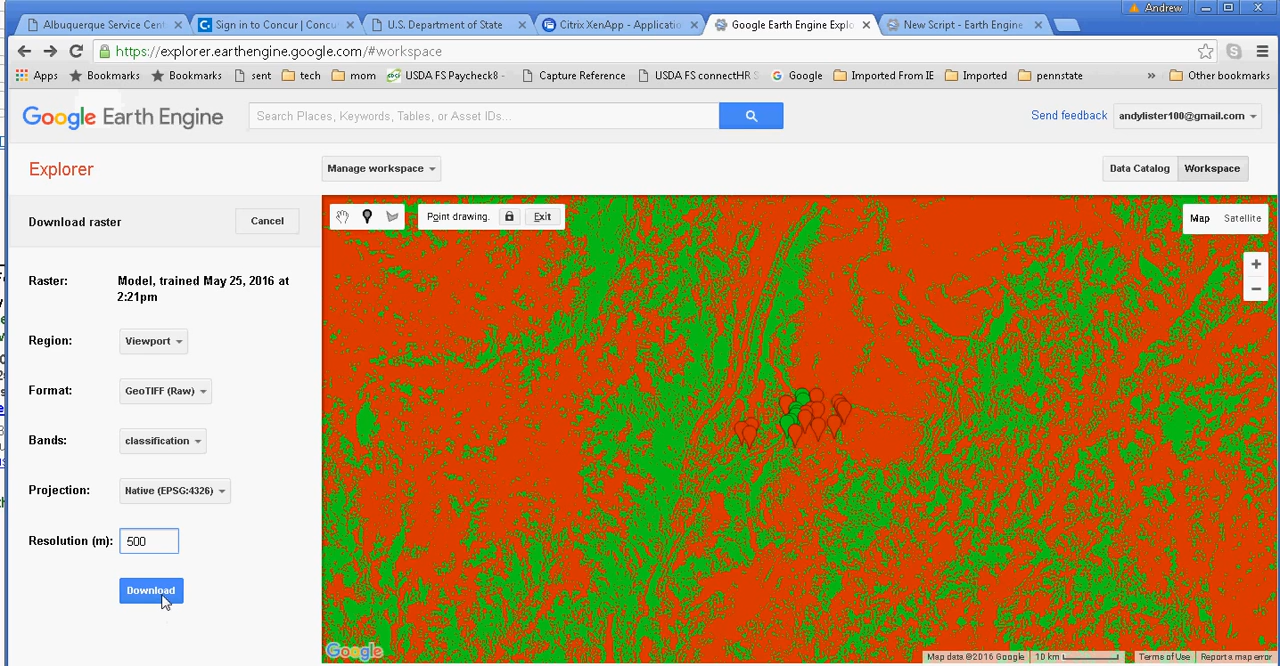 Andrew
Albuquerque Service Cent
Sign in to Concur | Concu
U.S. Department of State
Citrix XenApp - Applicatio
Google Earth Engine Explo
New Script - Earth Engine
https://explorer.earthengine.google.com/#workspace
Apps Bookmarks Bookmarks sent tech mom USDA FS Paycheck8 - Capture Reference USDA FS connectHR S Google Imported From IE Imported pennstate » Other bookmarks
Google Earth Engine
Search Places, Keywords, Tables, or Asset IDs...
Send feedback
andylister100@gmail.com
Explorer
Manage workspace
Data Catalog
Workspace
Download raster
Cancel
Point drawing.
Exit
Map
Satellite
Raster: Model, trained May 25, 2016 at
2:21pm
Region: Viewport
Format: GeoTIFF (Raw)
Bands: classification
Projection: Native (EPSG:4326)
Resolution (m): 500
Download
+
−
Google
Map data ©2016 Google
10 km
Terms of Use
Report a map error